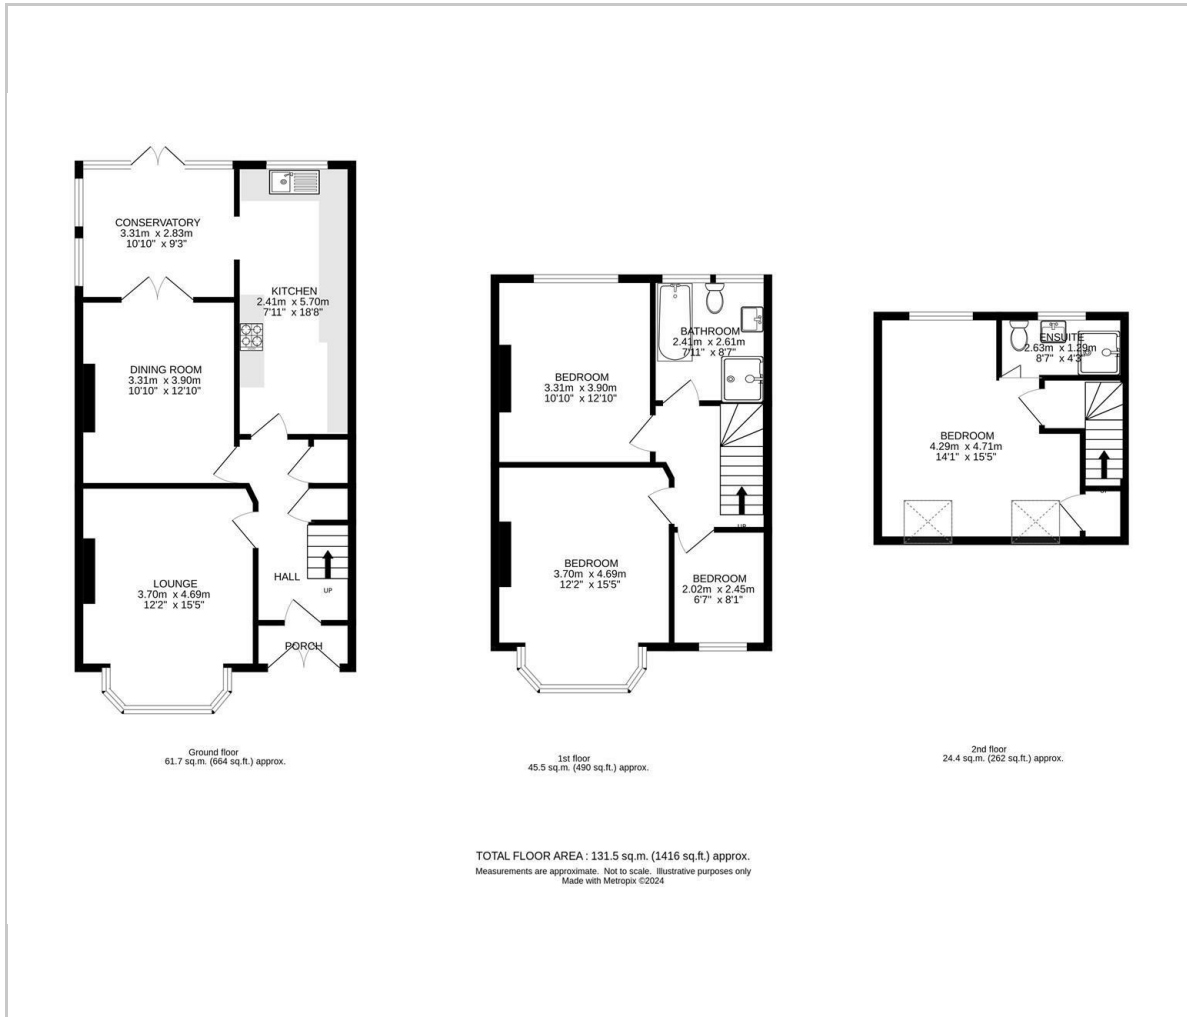 CONSERVATORY
3.31m x 2.83m
10'10" x 9'3"
KITCHEN
2.41m x 5.70m
7'11" x 18'8"
DINING ROOM
3.31m x 3.90m
10'10" x 12'10"
LOUNGE
3.70m x 4.69m
12'2" x 15'5"
HALL
UP
PORCH
Ground floor
61.7 sq.m. (664 sq.ft.) approx.
BATHROOM
2.41m x 2.61m
7'11" x 8'7"
BEDROOM
3.31m x 3.90m
10'10" x 12'10"
UP
BEDROOM
3.70m x 4.69m
12'2" x 15'5"
BEDROOM
2.02m x 2.45m
6'7" x 8'1"
1st floor
45.5 sq.m. (490 sq.ft.) approx.
ENSUITE
2.63m x 1.29m
8'7" x 4'3"
BEDROOM
4.29m x 4.71m
14'1" x 15'5"
2nd floor
24.4 sq.m. (262 sq.ft.) approx.
TOTAL FLOOR AREA : 131.5 sq.m. (1416 sq.ft.) approx.
Measurements are approximate. Not to scale. Illustrative purposes only
Made with Metropix ©2024